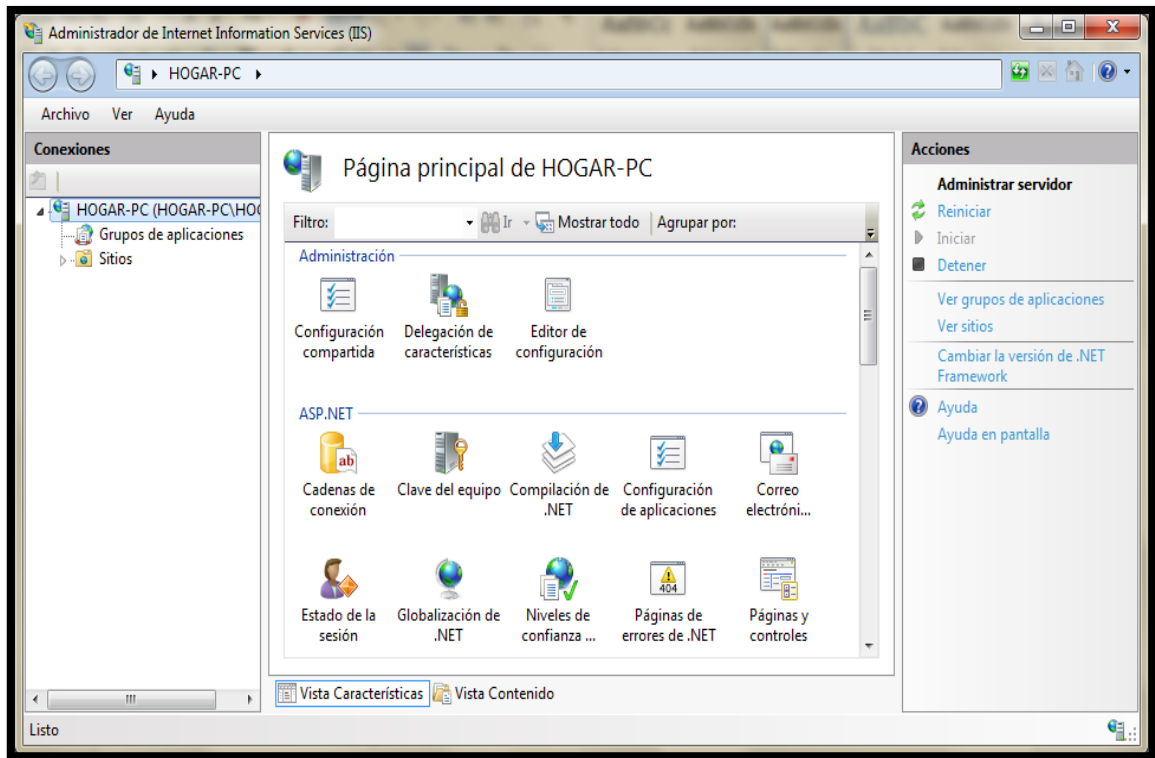 Administrador de Internet Information Services (IIS)
HOGAR-PC
Archivo Ver Ayuda
Conexiones
HOGAR-PC (HOGAR-PC\HO
Grupos de aplicaciones
Sitios
Página principal de HOGAR-PC
Filtro: Ir Mostrar todo Agrupar por:
Administración
Configuración compartida
Delegación de características
Editor de configuración
ASP.NET
Cadenas de conexión
Clave del equipo
Compilación de .NET
Configuración de aplicaciones
Correo electróni...
Estado de la sesión
Globalización de .NET
Niveles de confianza ...
404
Páginas de errores de .NET
Páginas y controles
Vista Características Vista Contenido
Acciones
Administrar servidor
Reiniciar
Iniciar
Detener
Ver grupos de aplicaciones
Ver sitios
Cambiar la versión de .NET
Framework
Ayuda
Ayuda en pantalla
Listo